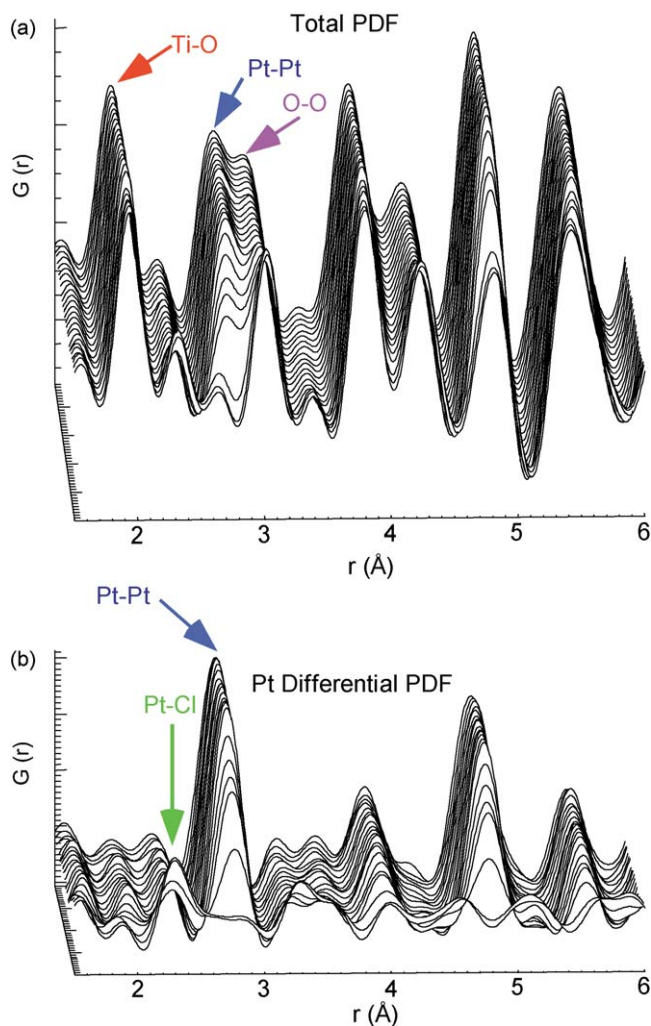 (a)
Total PDF
Ti-O
Pt-Pt
O-O
G (r)
2 3 4 5 6
r (Å)
Pt-Pt
(b)
Pt Differential PDF
Pt-Cl
G (r)
2 3 4 5 6
r (Å)